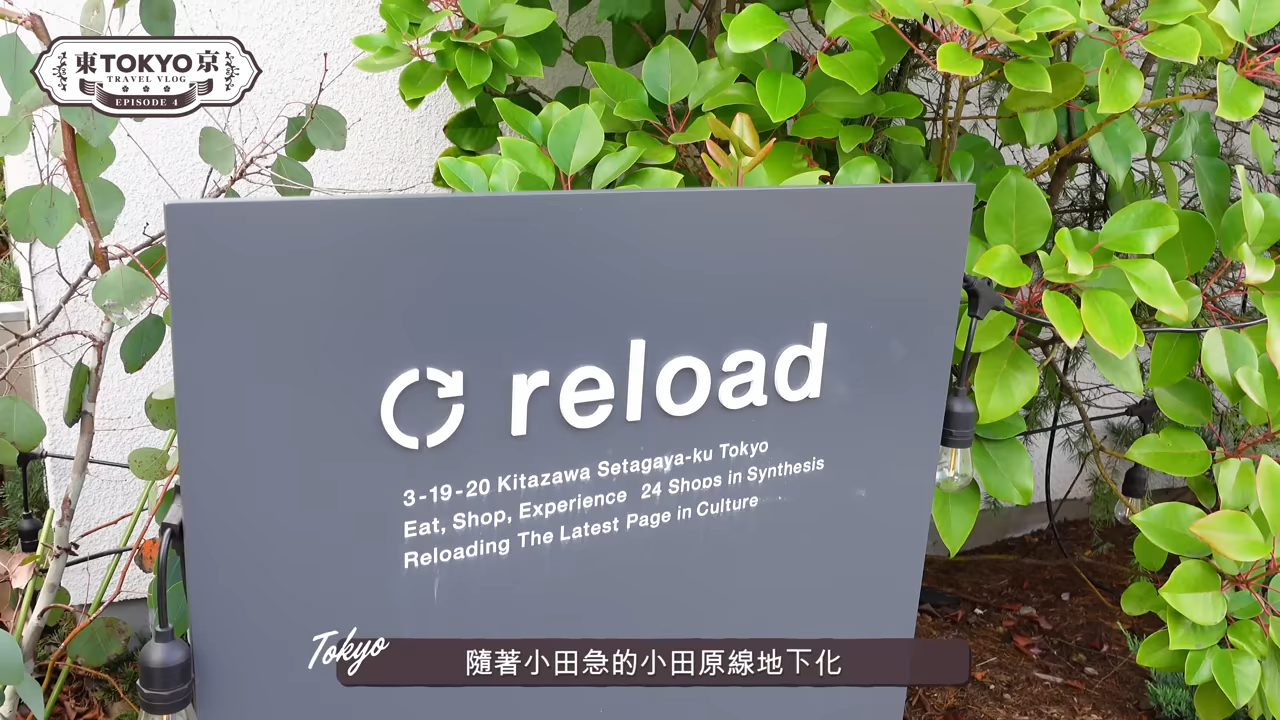 東TOKYO京
TRAVEL VLOG
EPISODE 4
reload
3-19-20 Kitazawa Setagaya-ku Tokyo
Eat, Shop, Experience 24 Shops in Synthesis
Reloading The Latest Page in Culture
Tokyo
隨著小田急的小田原線地下化